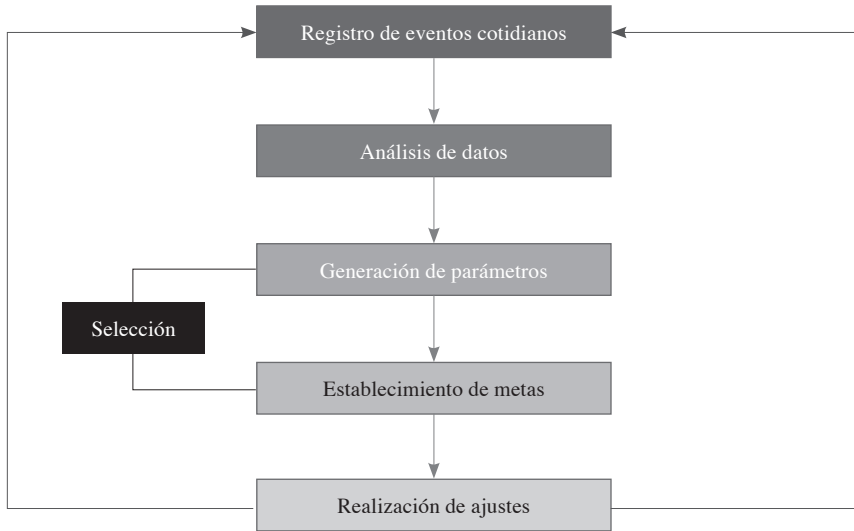 Registro de eventos cotidianos
Análisis de datos
Generación de parámetros
Selección
Establecimiento de metas
Realización de ajustes